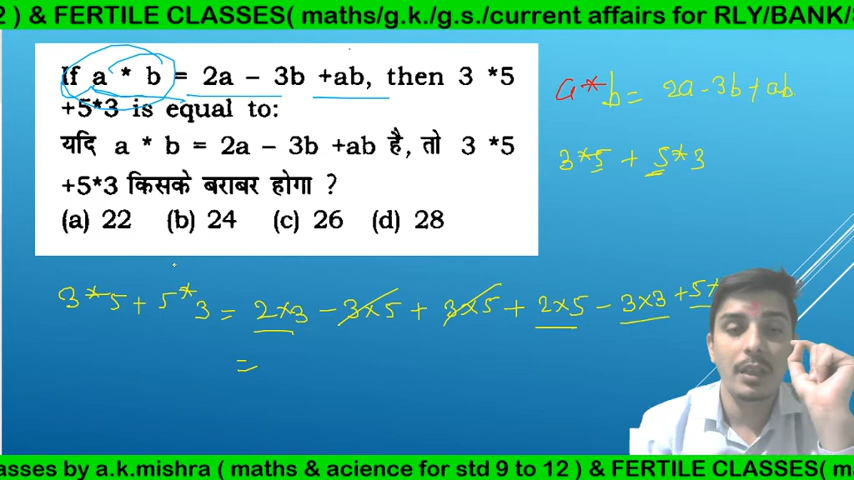 2 ) & FERTILE CLASSES( maths/g.k./g.s./current affairs for RLY/BANK/S
If a * b = 2a – 3b +ab, then 3 *5
+5*3 is equal to:
यदि a * b = 2a – 3b +ab है, तो 3 *5
+5*3 किसके बराबर होगा ?
(a) 22 (b) 24 (c) 26 (d) 28
a * b = 2a - 3b + ab
3*5 + 5*3
3*5 + 5*3 = 2×3 - 3×5 + 3×5 + 2×5 - 3×3 + 5×
=
asses by a.k.mishra ( maths & acience for std 9 to 12 ) & FERTILE CLASSES( ma